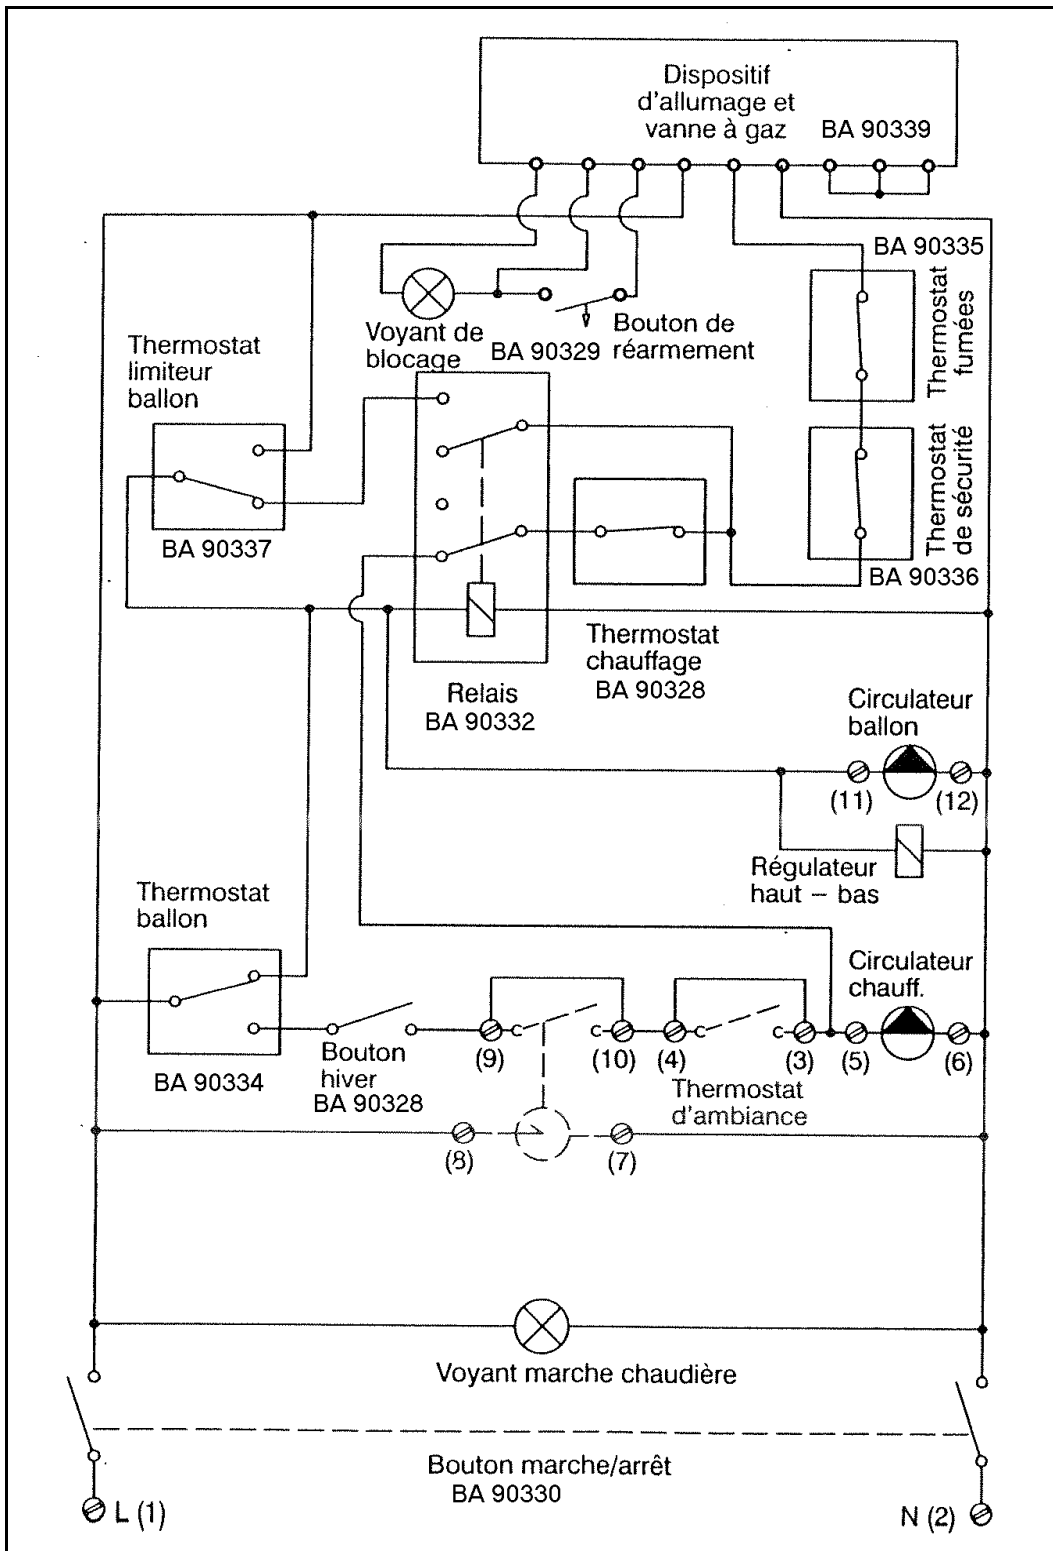 Dispositif
d'allumage et
vanne à gaz
BA 90339
BA 90335
Thermostat
fumées
Voyant de
blocage
BA 90329
Bouton de
réarmement
Thermostat
limiteur
ballon
BA 90337
Thermostat
de sécurité
BA 90336
Thermostat
chauffage
BA 90328
Relais
BA 90332
Circulateur
ballon
(11)
(12)
Régulateur
haut – bas
Thermostat
ballon
BA 90334
Circulateur
chauff.
Bouton
hiver
BA 90328
(9)
(10)
(4)
(3)
(5)
(6)
Thermostat
d'ambiance
(8)
(7)
Voyant marche chaudière
Bouton marche/arrêt
BA 90330
L (1)
N (2)